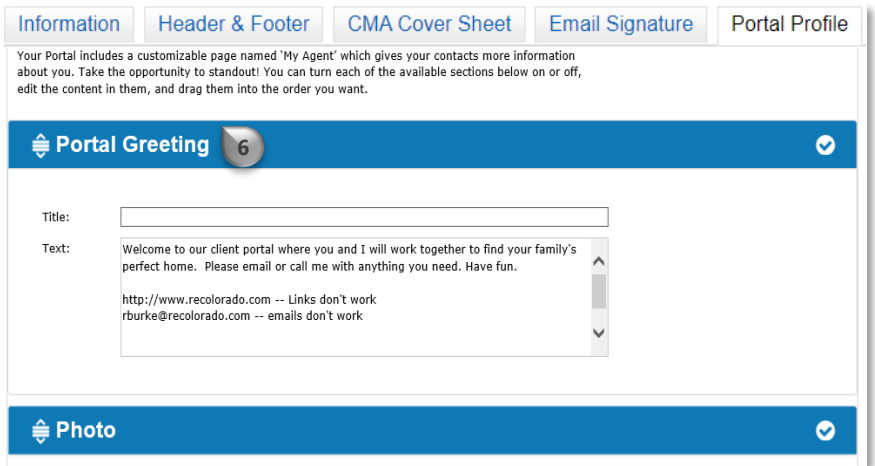 Information Header & Footer CMA Cover Sheet Email Signature Portal Profile
Your Portal includes a customizable page named `My Agent´ which gives your contacts more information
about you. Take the opportunity to standout! You can turn each of the available sections below on or off,
edit the content in them, and drag them into the order you want.
Portal Greeting 6
Title:
Text:
Welcome to our client portal where you and I will work together to find your family's
perfect home.  Please email or call me with anything you need. Have fun.
http://www.recolorado.com -- Links don't work
rburke@recolorado.com -- emails don't work
Photo